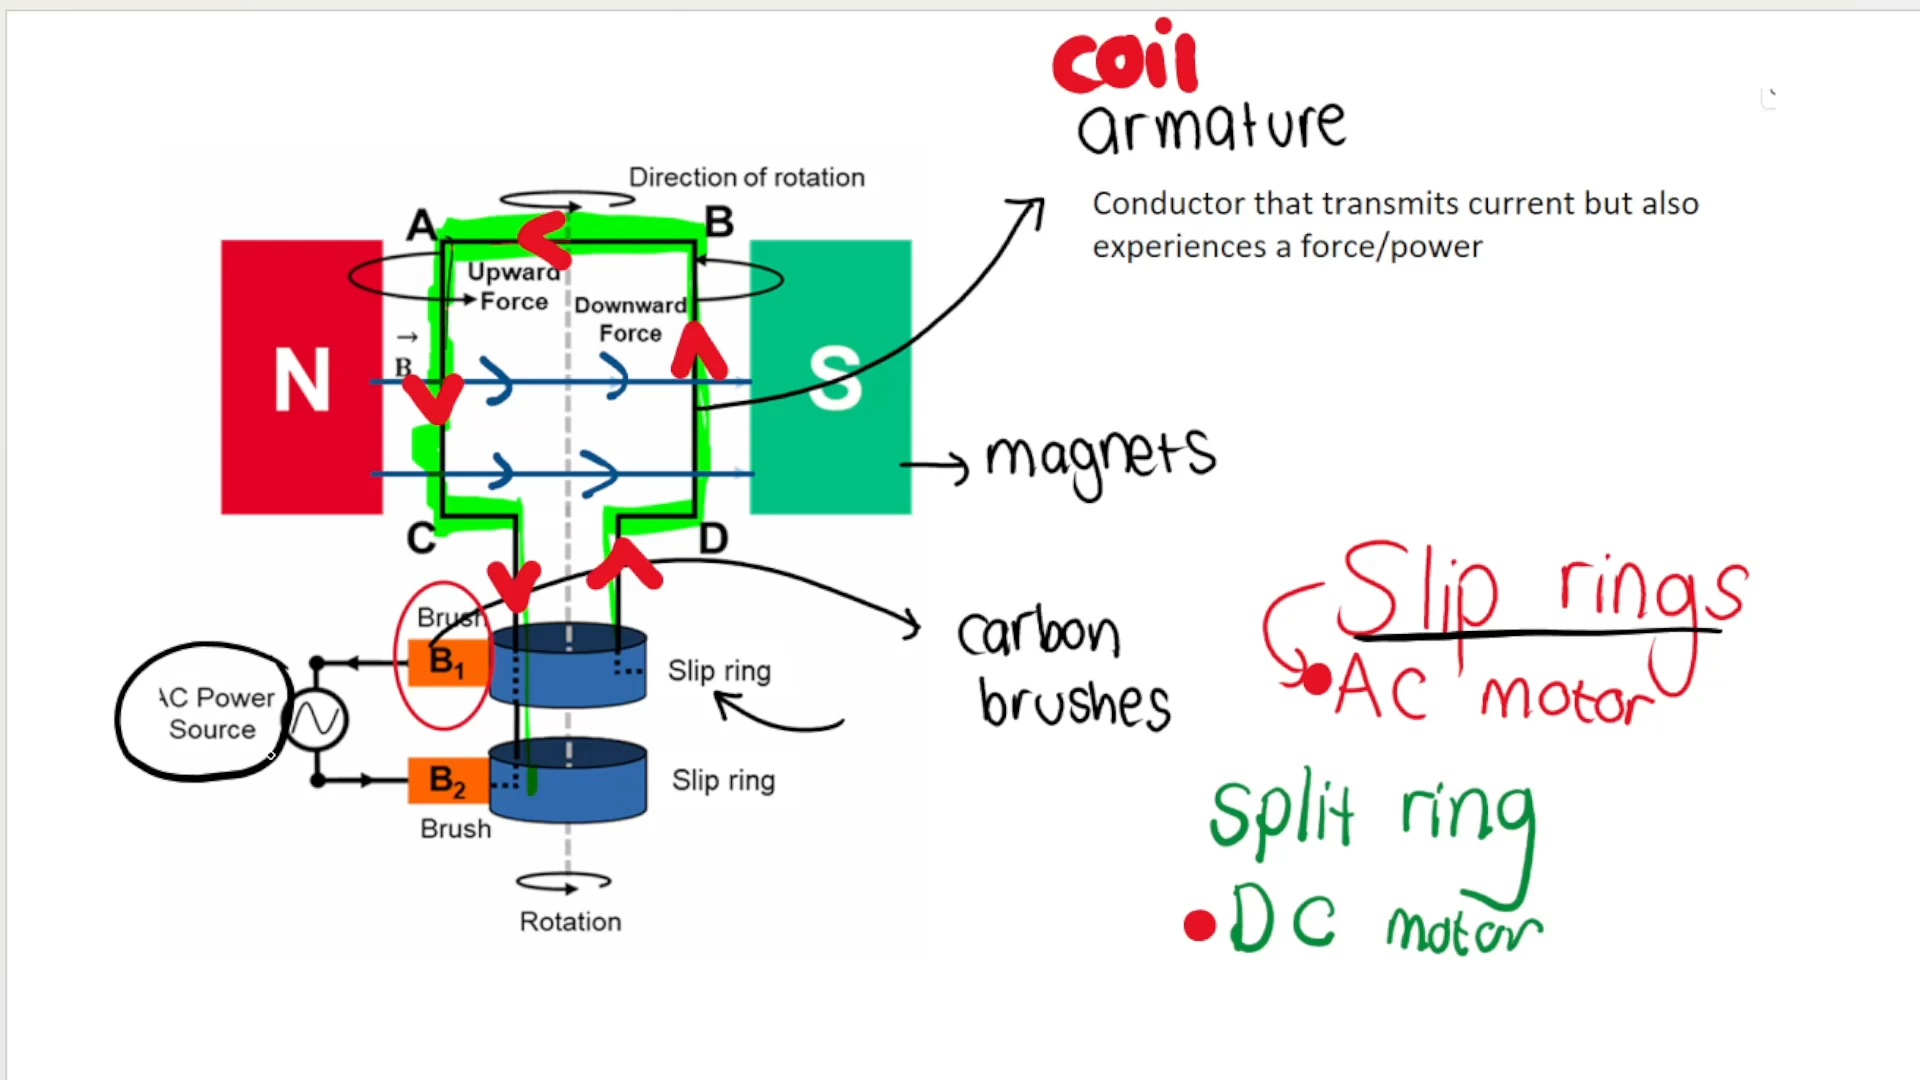 coil
armature
Conductor that transmits current but also
experiences a force/power
Direction of rotation
A
B
Upward
Force
Downward
Force
B
N
S
magnets
C
D
Slip rings
AC motor
Brush
B1
Slip ring
carbon
brushes
AC Power
Source
B2
Slip ring
Brush
split ring
DC motor
Rotation